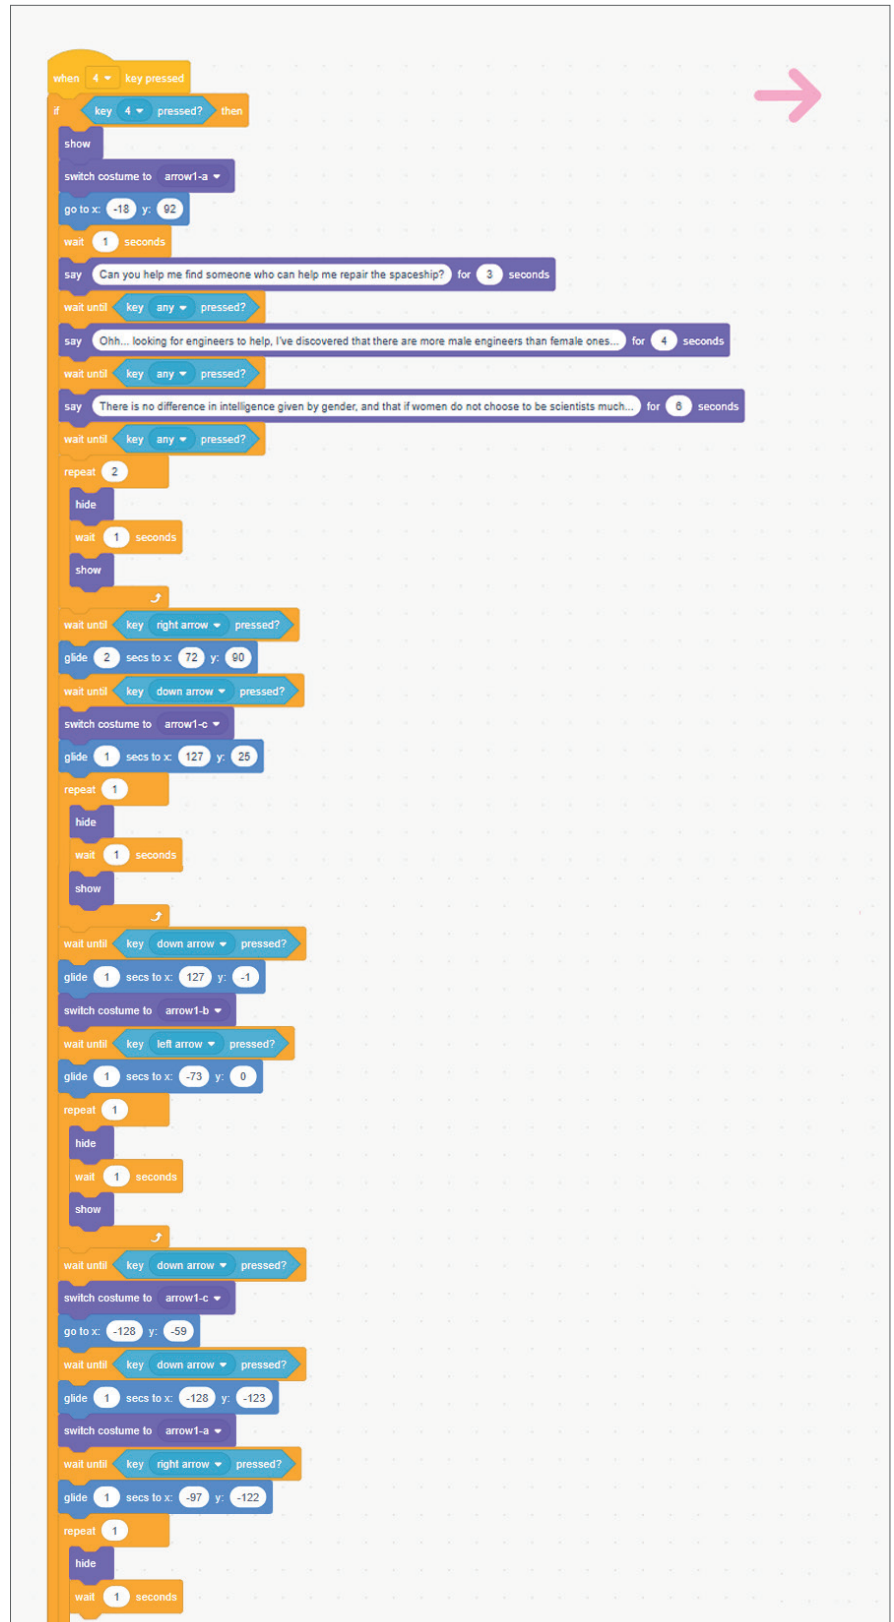 when 4 key pressed
if key 4 pressed? then
show
switch costume to arrow1-a
go to x: -18 y: 92
wait 1 seconds
say Can you help me find someone who can help me repair the spaceship? for 3 seconds
wait until key any pressed?
say Ohh... looking for engineers to help, I've discovered that there are more male engineers than female ones... for 4 seconds
wait until key any pressed?
say There is no difference in intelligence given by gender, and that if women do not choose to be scientists much... for 6 seconds
wait until key any pressed?
repeat 2
hide
wait 1 seconds
show
wait until key right arrow pressed?
glide 2 secs to x: 72 y: 90
wait until key down arrow pressed?
switch costume to arrow1-c
glide 1 secs to x: 127 y: 25
repeat 1
hide
wait 1 seconds
show
wait until key down arrow pressed?
glide 1 secs to x: 127 y: -1
switch costume to arrow1-b
wait until key left arrow pressed?
glide 1 secs to x: -73 y: 0
repeat 1
hide
wait 1 seconds
show
wait until key down arrow pressed?
switch costume to arrow1-c
go to x: -128 y: -59
wait until key down arrow pressed?
glide 1 secs to x: -128 y: -123
switch costume to arrow1-a
wait until key right arrow pressed?
glide 1 secs to x: -97 y: -122
repeat 1
hide
wait 1 seconds